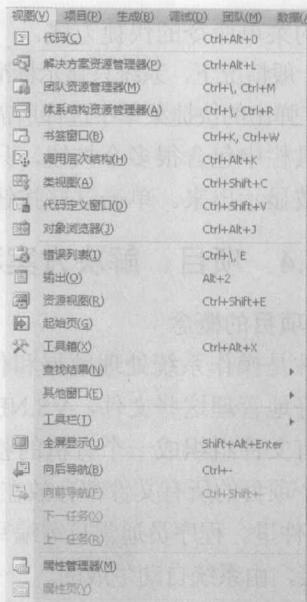 视图(V) 项目(P) 生成(B) 调试(D) 团队(M) 数据(A
代码(C) Ctrl+Alt+0
解决方案资源管理器(P) Ctrl+Alt+L
团队资源管理器(M) Ctrl+\, Ctrl+M
体系结构资源管理器(A) Ctrl+\, Ctrl+R
书签窗口(B) Ctrl+K, Ctrl+W
调用层次结构(H) Ctrl+Alt+K
类视图(A) Ctrl+Shift+C
代码定义窗口(D) Ctrl+Shift+V
对象浏览器(J) Ctrl+Alt+J
错误列表(I) Ctrl+\, E
输出(O) Alt+2
资源视图(R) Ctrl+Shift+E
起始页(G)
工具箱(X) Ctrl+Alt+X
查找结果(N)
其他窗口(E)
工具栏(T)
全屏显示(U) Shift+Alt+Enter
向后导航(B) Ctrl+-
向前导航(F) Ctrl+Shift+-
下一任务(X)
上一任务(R)
属性管理器(M)
属性页(Y)